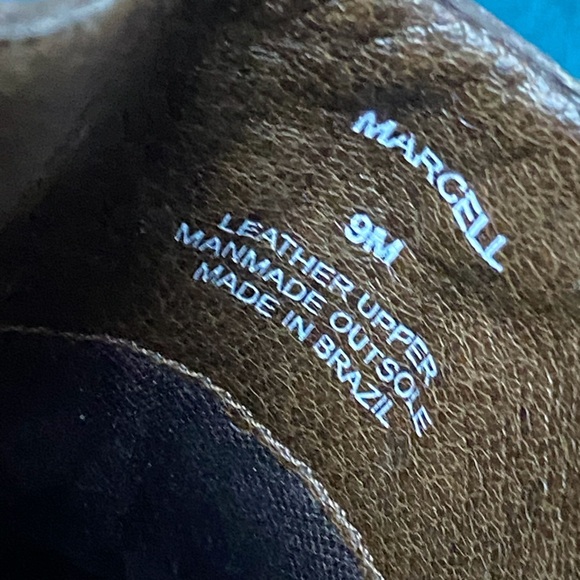 MARCELL
9M
LEATHER UPPER
MANMADE OUTSOLE
MADE IN BRAZIL